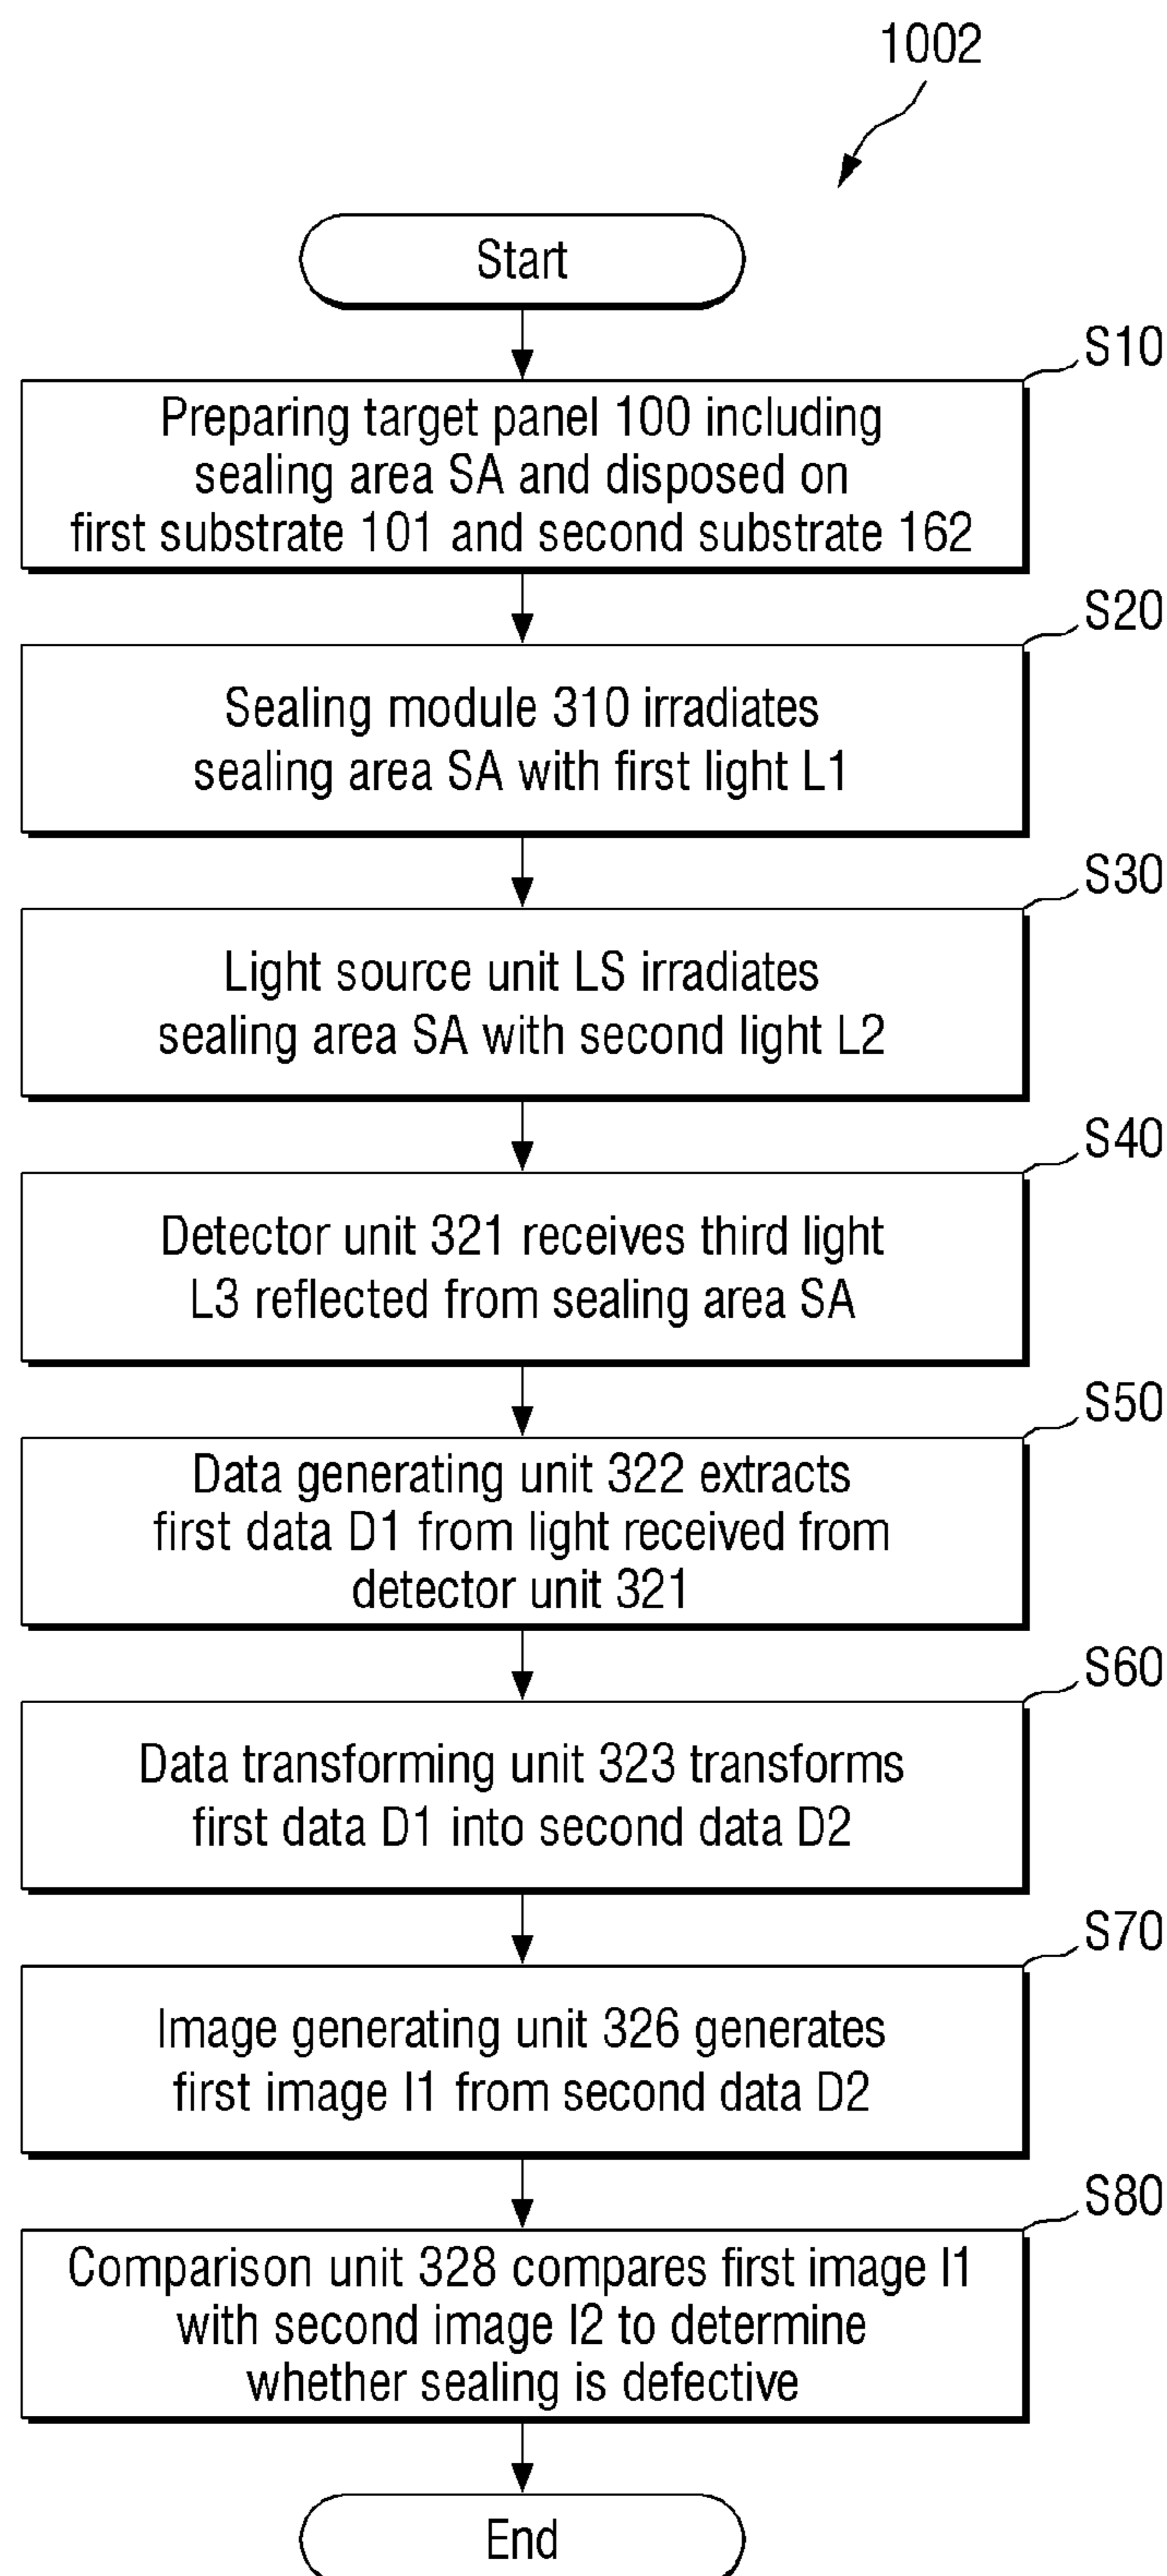 1002
Start
S10
Preparing target panel 100 including
sealing area SA and disposed on
first substrate 101 and second substrate 162
S20
Sealing module 310 irradiates
sealing area SA with first light L1
S30
Light source unit LS irradiates
sealing area SA with second light L2
S40
Detector unit 321 receives third light
L3 reflected from sealing area SA
S50
Data generating unit 322 extracts
first data D1 from light received from
detector unit 321
S60
Data transforming unit 323 transforms
first data D1 into second data D2
S70
Image generating unit 326 generates
first image I1 from second data D2
S80
Comparison unit 328 compares first image I1
with second image I2 to determine
whether sealing is defective
End